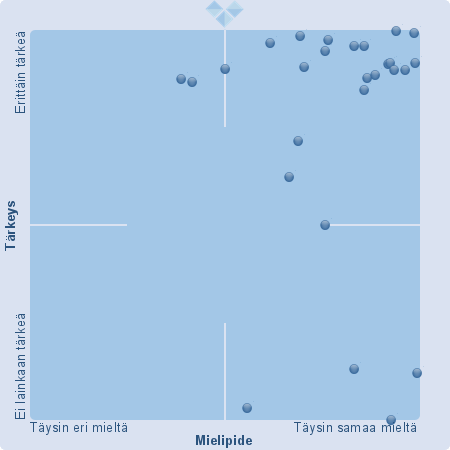 Erittäin tärkeä
Tärkeys
Ei lainkaan tärkeä
Täysin eri mieltä
Täysin samaa mieltä
Mielipide